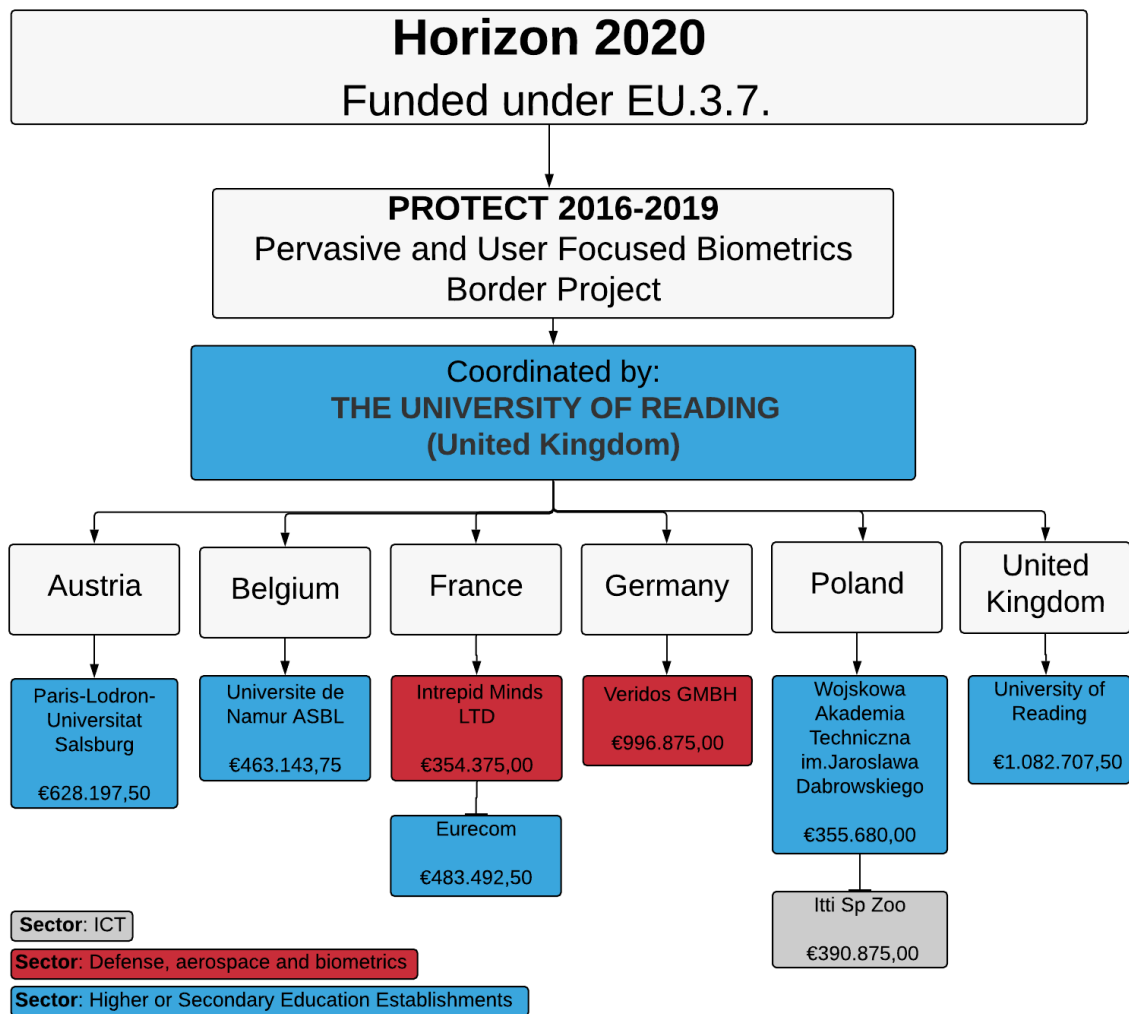 Horizon 2020
Funded under EU.3.7.
PROTECT 2016-2019
Pervasive and User Focused Biometrics
Border Project
Coordinated by:
THE UNIVERSITY OF READING
(United Kingdom)
Austria
Belgium
France
Germany
Poland
United
Kingdom
Paris-Lodron-
Universitat
Salsburg
€628.197,50
Universite de
Namur ASBL
€463.143,75
Intrepid Minds
LTD
€354.375,00
Eurecom
€483.492,50
Veridos GMBH
€996.875,00
Wojskowa
Akademia
Techniczna
im.Jaroslawa
Dabrowskiego
€355.680,00
Itti Sp Zoo
€390.875,00
University of
Reading
€1.082.707,50
Sector: ICT
Sector: Defense, aerospace and biometrics
Sector: Higher or Secondary Education Establishments